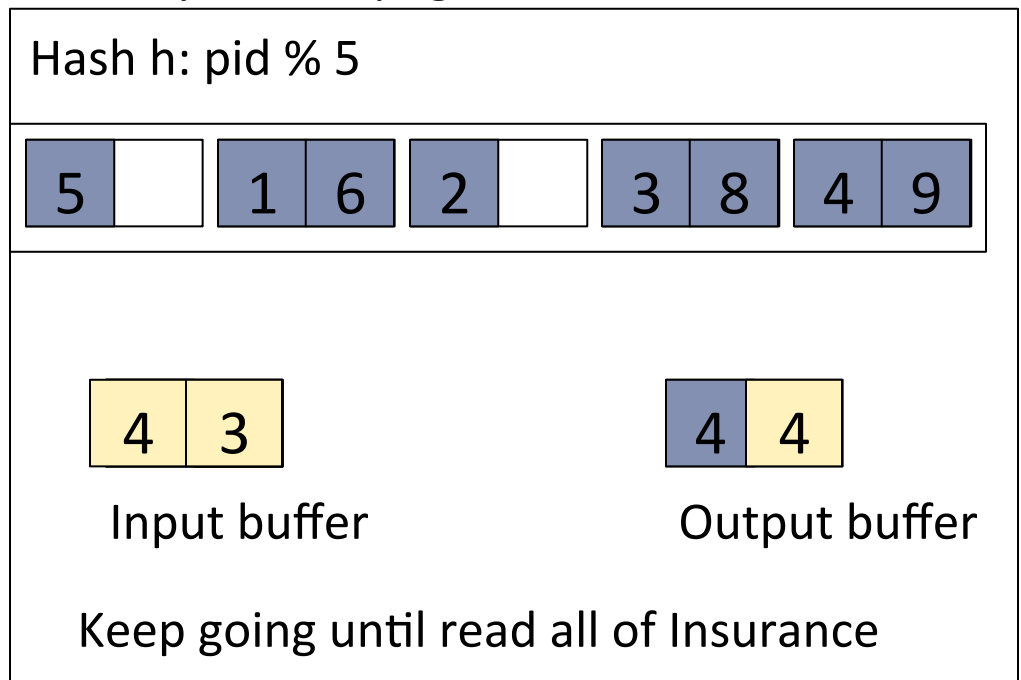 Hash h: pid % 5
5 1 6 2 3 8 4 9
4 3 4 4
Input buffer Output buffer
Keep going until read all of Insurance